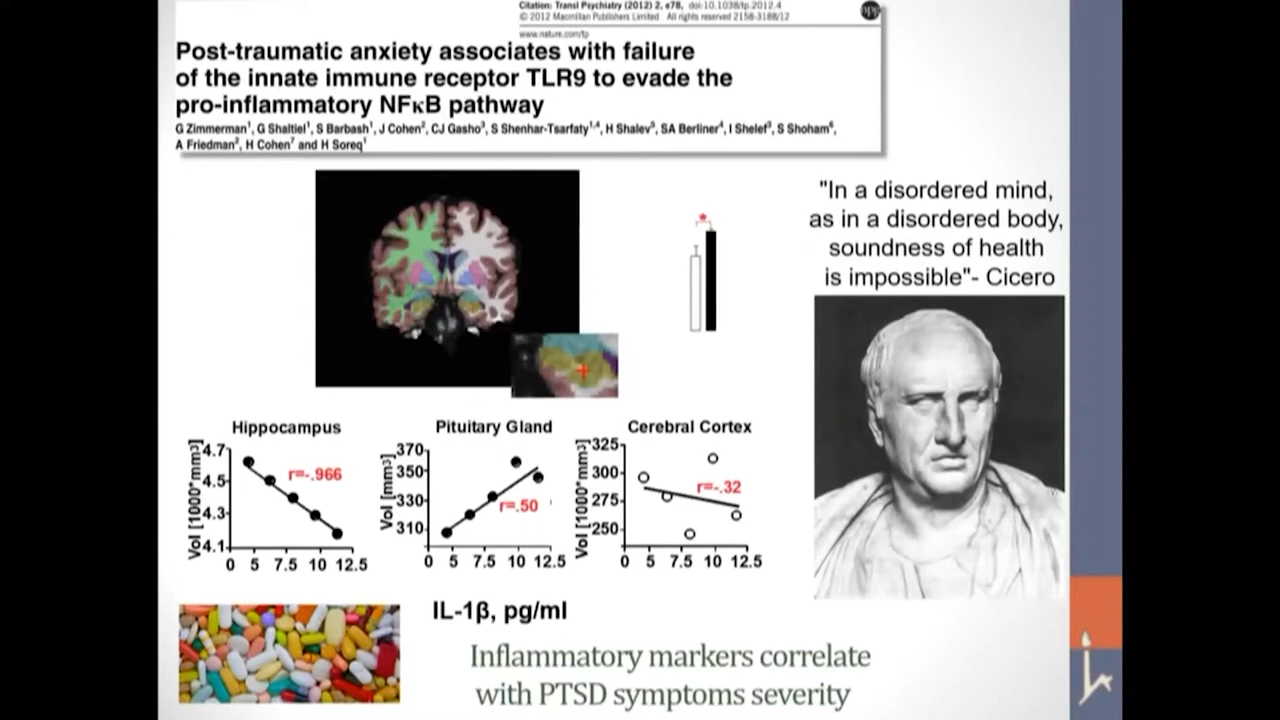 Citation: Transl Psychiatry (2012) 2, e78, doi:10.1038/tp.2012.4
© 2012 Macmillan Publishers Limited All rights reserved 2158-3188/12
npg
www.nature.com/tp
Post-traumatic anxiety associates with failure
of the innate immune receptor TLR9 to evade the
pro-inflammatory NFκB pathway
G Zimmerman¹, G Shaltiel¹, S Barbash¹, J Cohen², CJ Gasho³, S Shenhar-Tsarfaty¹,⁴, H Shalev⁵, SA Berliner⁴, I Shelef³, S Shoham⁶,
A Friedman², H Cohen⁷ and H Soreq¹
"In a disordered mind,
as in a disordered body,
soundness of health
is impossible"- Cicero
*
Hippocampus
Vol [1000*mm³]
4.7
4.5
4.3
4.1
r=-.966
0 5 7.5 10 12.5
Pituitary Gland
Vol [mm³]
370
350
330
310
r=.50
0 5 7.5 10 12.5
Cerebral Cortex
Vol [1000*mm³]
325
300
275
250
r=-.32
0 5 7.5 10 12.5
IL-1β, pg/ml
Inflammatory markers correlate
with PTSD symptoms severity